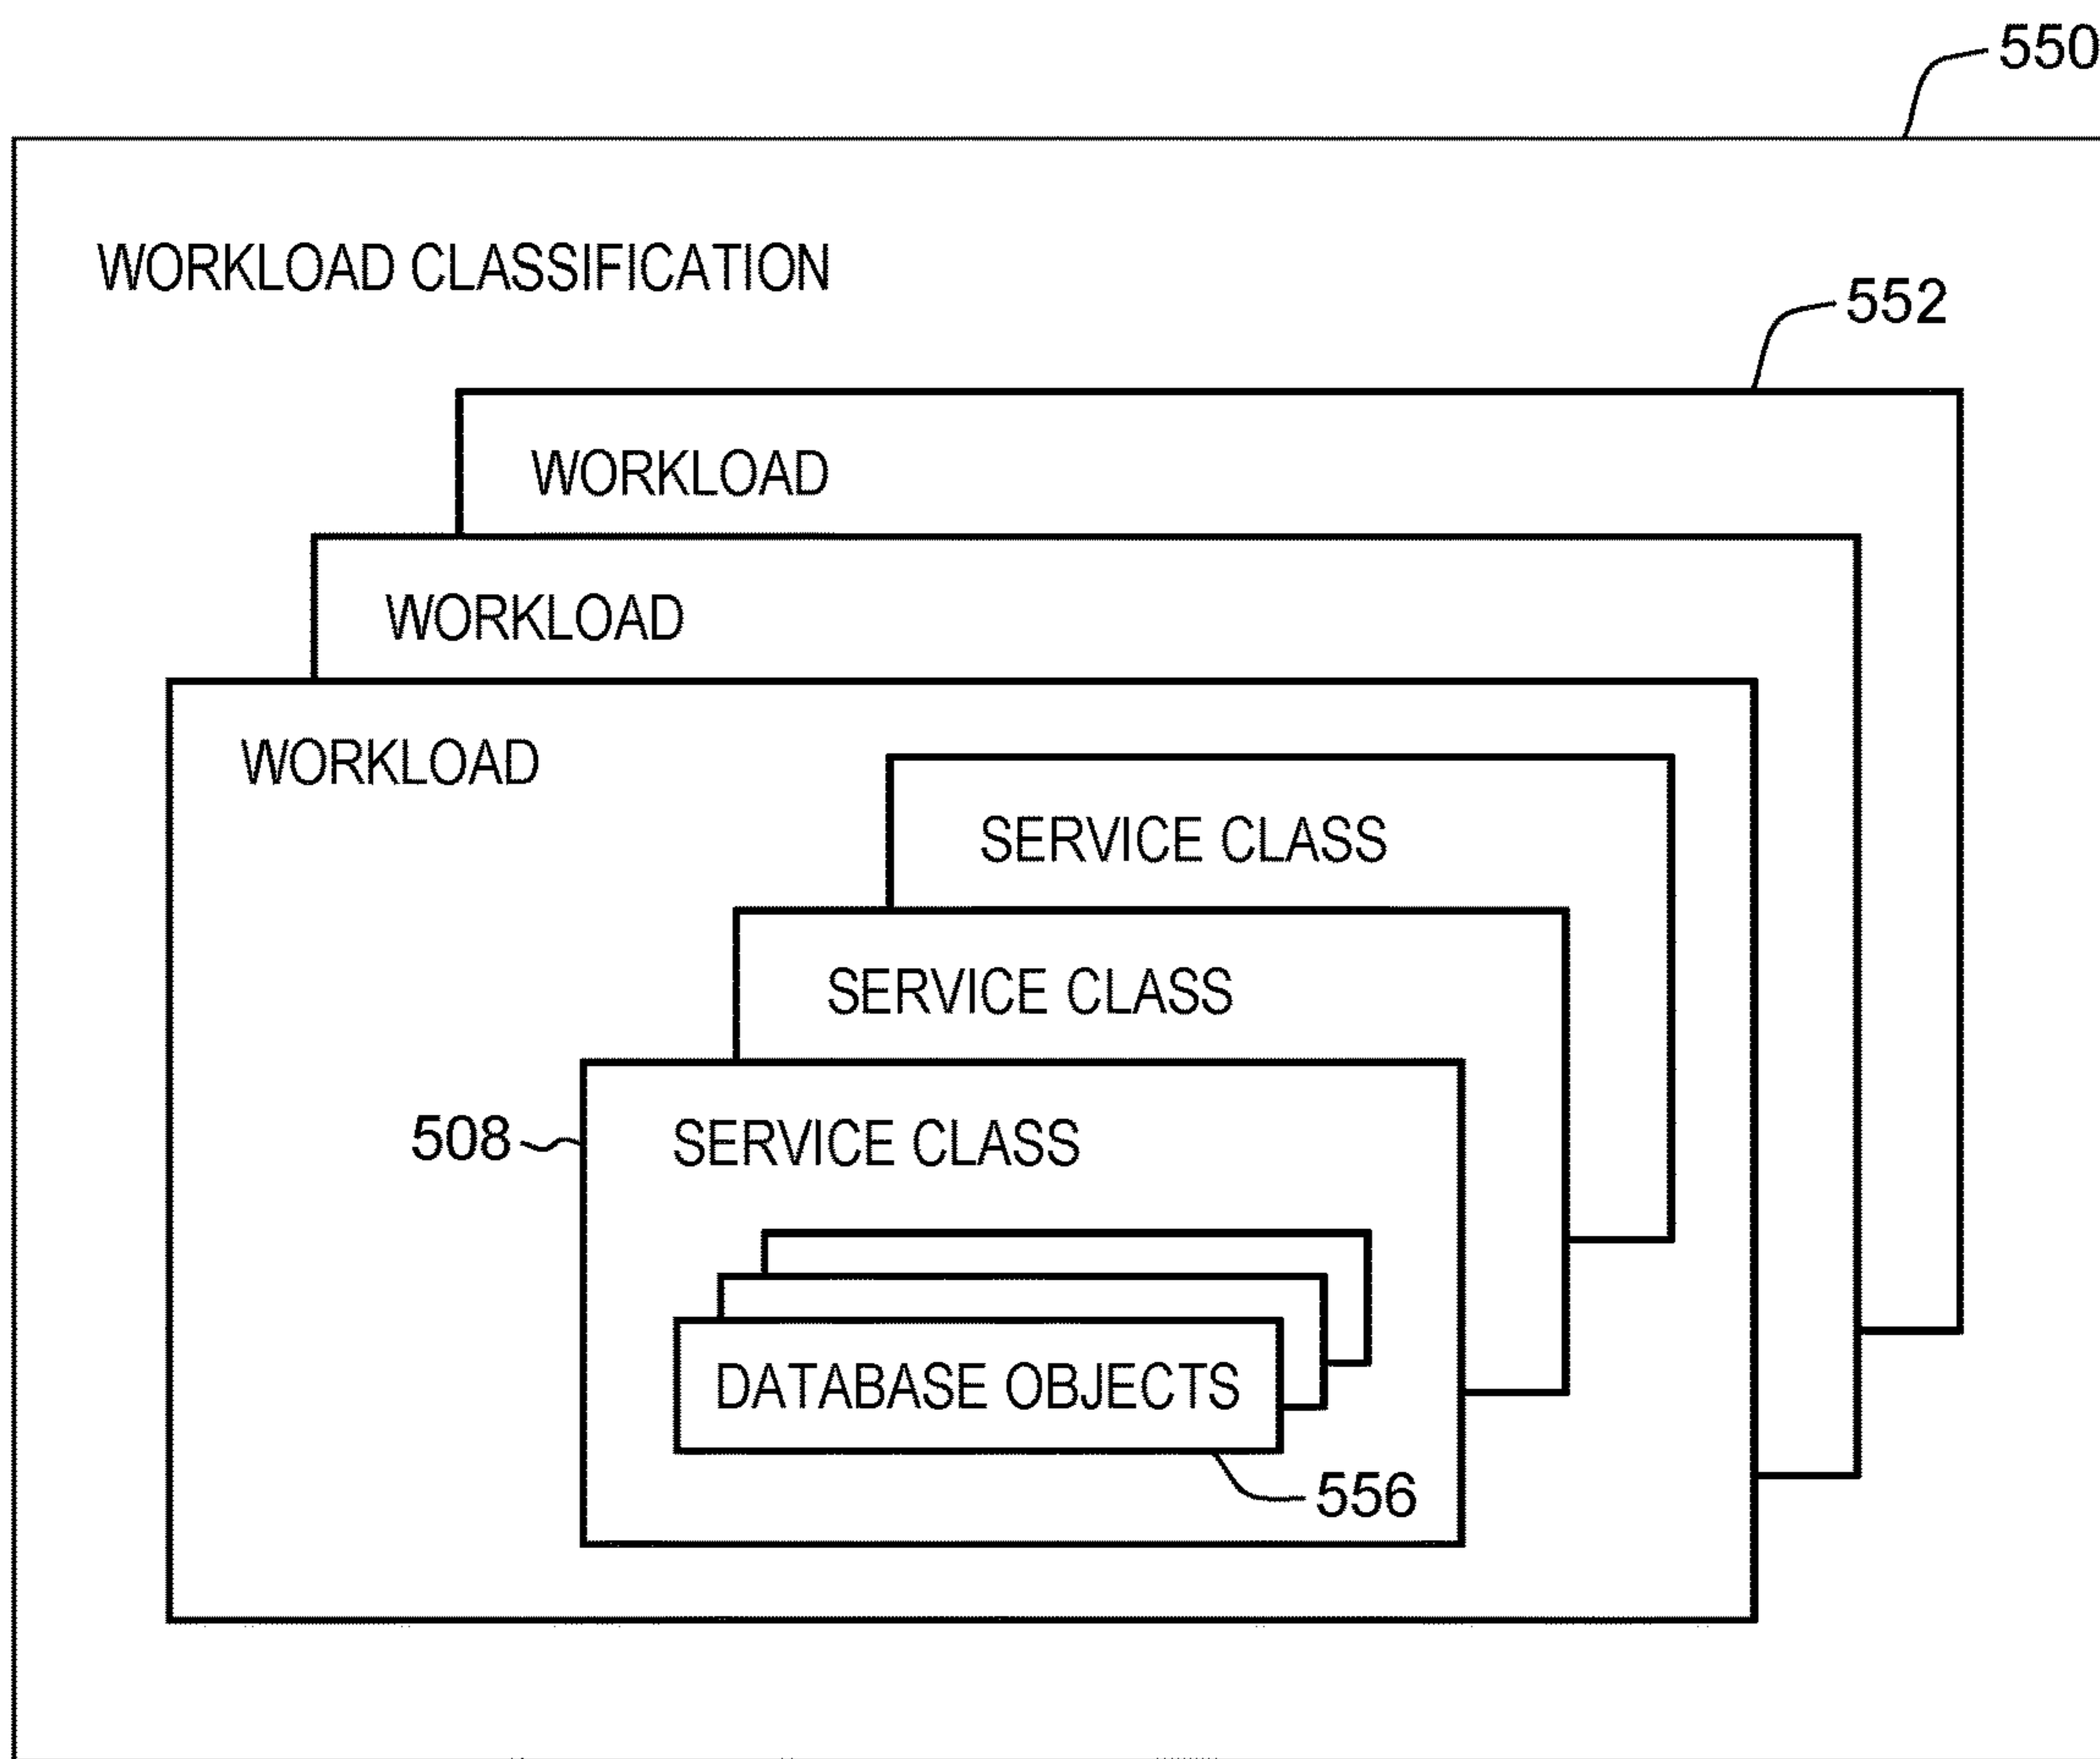 550
WORKLOAD CLASSIFICATION
552
WORKLOAD
WORKLOAD
WORKLOAD
SERVICE CLASS
SERVICE CLASS
508
SERVICE CLASS
DATABASE OBJECTS
556